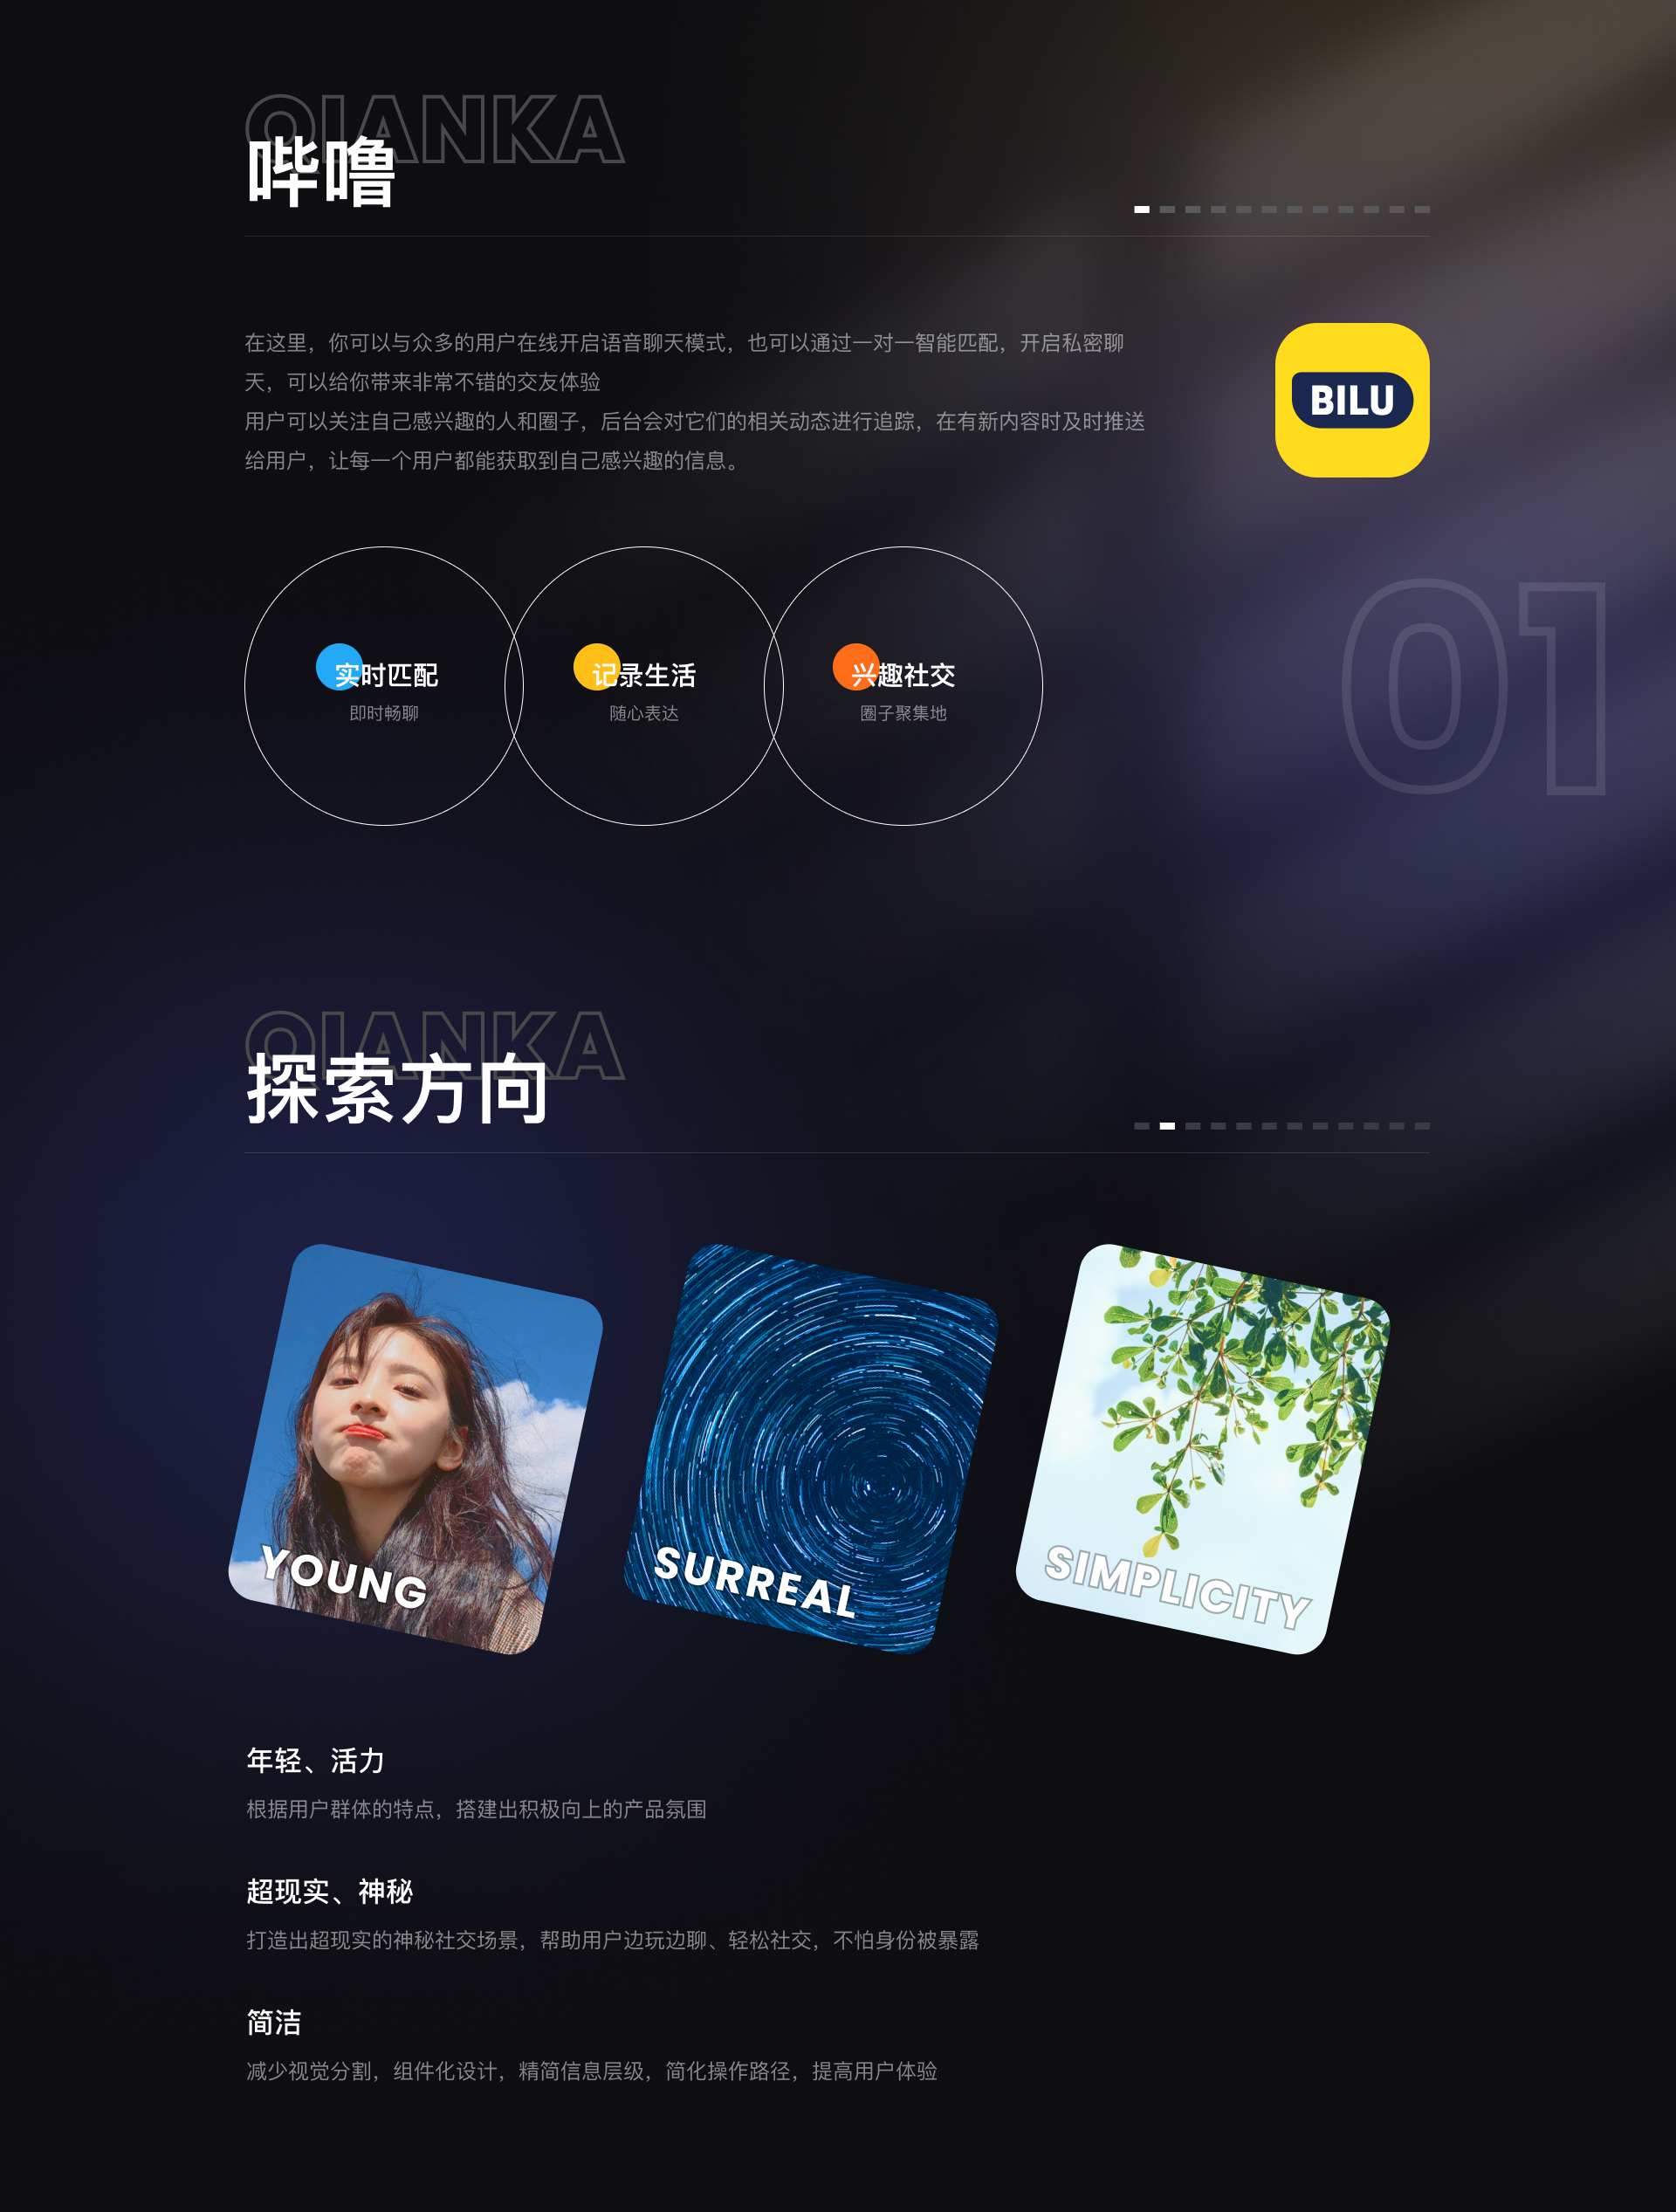 QIANKA
哔噜
在这里，你可以与众多的用户在线开启语音聊天模式，也可以通过一对一智能匹配，开启私密聊
天，可以给你带来非常不错的交友体验
用户可以关注自己感兴趣的人和圈子，后台会对它们的相关动态进行追踪，在有新内容时及时推送
给用户，让每一个用户都能获取到自己感兴趣的信息。
BILU
01
实时匹配
即时畅聊
记录生活
随心表达
兴趣社交
圈子聚集地
QIANKA
探索方向
YOUNG
SURREAL
SIMPLICITY
年轻、活力
根据用户群体的特点，搭建出积极向上的产品氛围
超现实、神秘
打造出超现实的神秘社交场景，帮助用户边玩边聊、轻松社交，不怕身份被暴露
简洁
减少视觉分割，组件化设计，精简信息层级，简化操作路径，提高用户体验